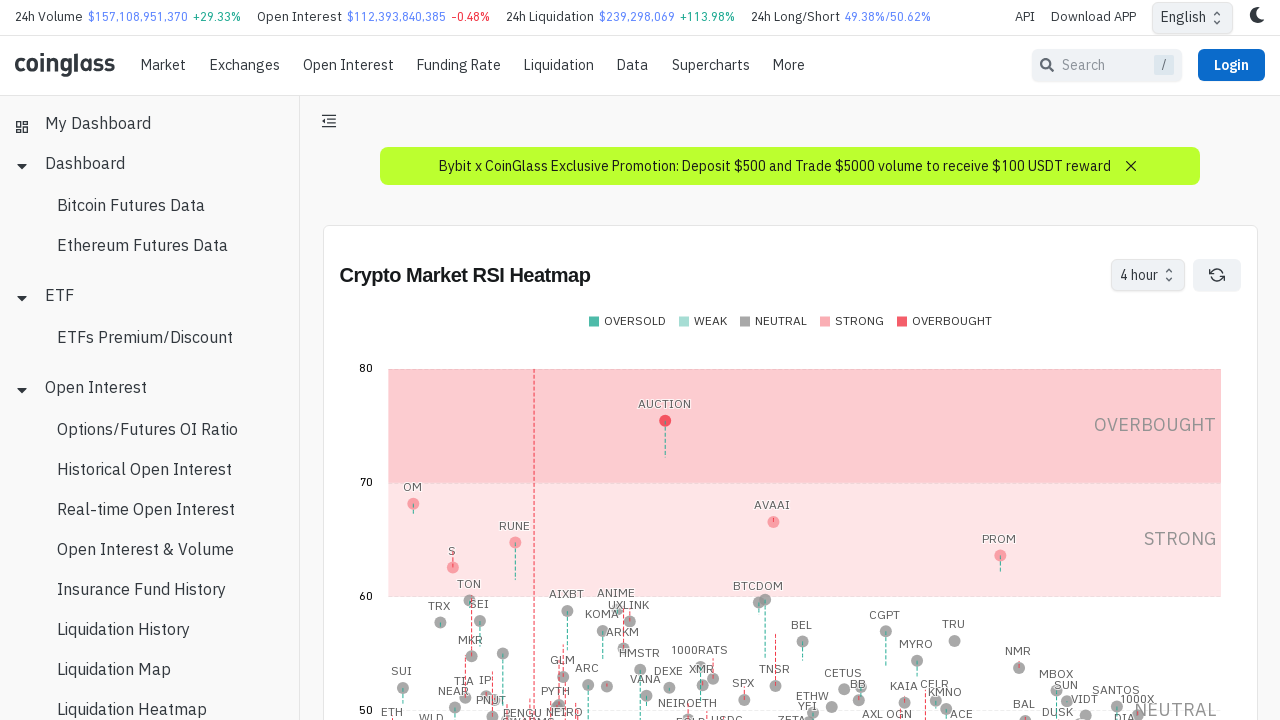 24h Volume $157,108,951,370 +29.33% Open Interest $112,393,840,385 -0.48% 24h Liquidation $239,298,069 +113.98% 24h Long/Short 49.38%/50.62% API Download APP English
coinglass Market Exchanges Open Interest Funding Rate Liquidation Data Supercharts More Search / Login
My Dashboard
Dashboard
Bitcoin Futures Data
Ethereum Futures Data
ETF
ETFs Premium/Discount
Open Interest
Options/Futures OI Ratio
Historical Open Interest
Real-time Open Interest
Open Interest & Volume
Insurance Fund History
Liquidation History
Liquidation Map
Liquidation Heatmap
Bybit x CoinGlass Exclusive Promotion: Deposit $500 and Trade $5000 volume to receive $100 USDT reward
Crypto Market RSI Heatmap
4 hour
OVERSOLD WEAK NEUTRAL STRONG OVERBOUGHT
80
AUCTION
OVERBOUGHT
70
OM
AVAAI
RUNE
PROM
STRONG
S
TON
BTCDOM
60
AIXBT
ANIME
TRX
SEI
UXLINK
KOMA
CGPT
BEL
TRU
ARKM
MKR
MYRO
1000RATS
NMR
HMSTR
GLM
ARC
XMR
TNSR
SUI
DEXE
CETUS
MBOX
TIA
IP
VANA
SPX
BB
KAIA
CELR
SUN
NEAR
PYTH
ETHW
KMNO
SANTOS
PNUT
NEIROETH
YFI
BAL
1000X
50
ETH
PENGU
NEIRO
AXL
OGN
ACE
DUSK
NEUTRAL
WLD
USDC
ZETA
DIA